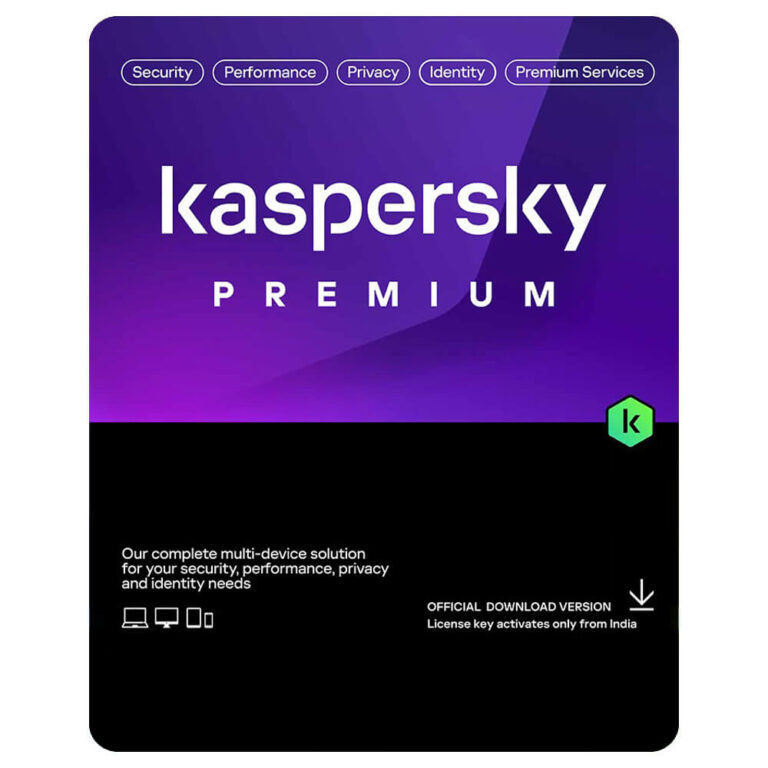 Security Performance Privacy Identity Premium Services
kaspersky
PREMIUM
k
Our complete multi-device solution
for your security, performance, privacy
and identity needs
OFFICIAL DOWNLOAD VERSION
License key activates only from India